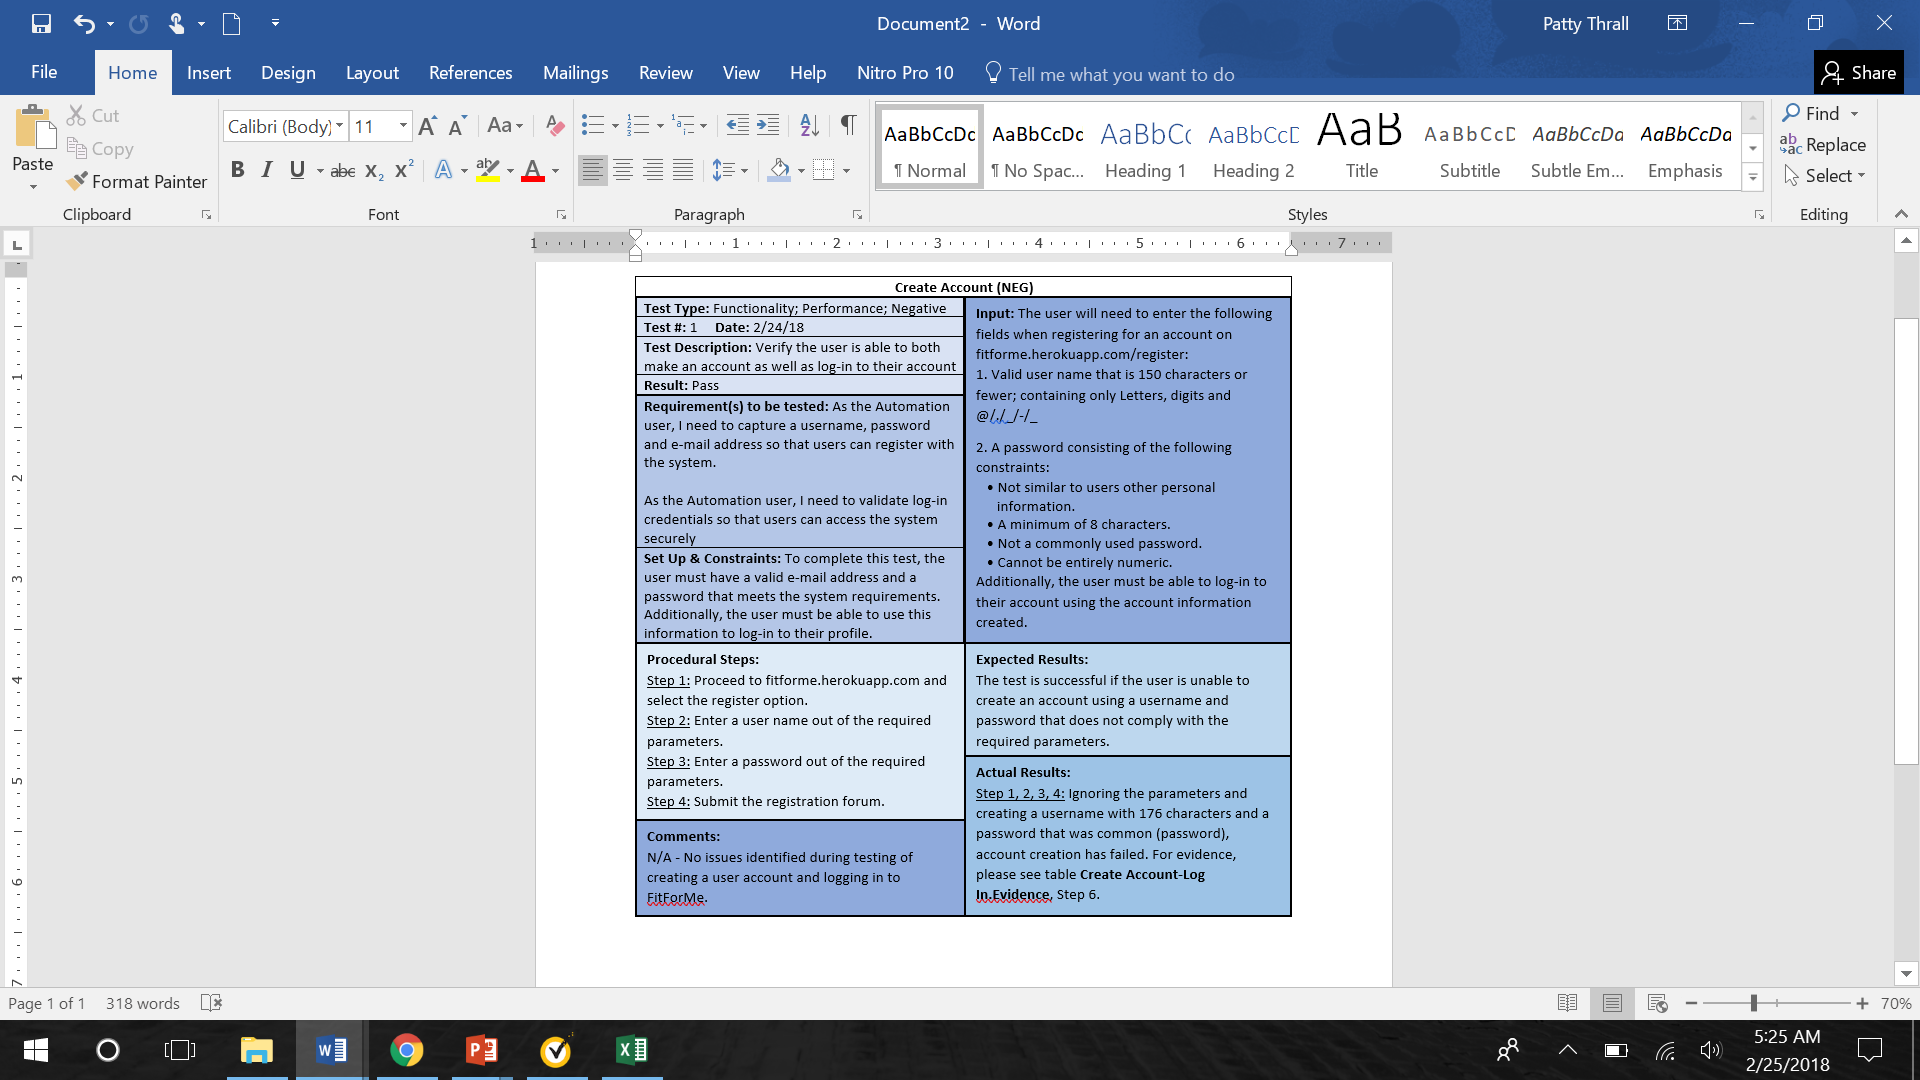 Document2 - Word
Patty Thrall
File Home Insert Design Layout References Mailings Review View Help Nitro Pro 10 Tell me what you want to do
Share
Paste
Cut
Copy
Format Painter
Clipboard
Calibri (Body) 11
Font
Paragraph
AaBbCcDc AaBbCcDc AaBbCc AaBbCcD AaB AaBbCcD AaBbCcDa AaBbCcDa
¶ Normal ¶ No Spac... Heading 1 Heading 2 Title Subtitle Subtle Em... Emphasis
Styles
Find
Replace
Select
Editing
1 1 2 3 4 5 6 7
Create Account (NEG)
Test Type: Functionality; Performance; Negative
Test #: 1 Date: 2/24/18
Test Description: Verify the user is able to both
make an account as well as log-in to their account
Result: Pass
Requirement(s) to be tested: As the Automation
user, I need to capture a username, password
and e-mail address so that users can register with
the system.
As the Automation user, I need to validate log-in
credentials so that users can access the system
securely
Set Up & Constraints: To complete this test, the
user must have a valid e-mail address and a
password that meets the system requirements.
Additionally, the user must be able to use this
information to log-in to their profile.
Input: The user will need to enter the following
fields when registering for an account on
fitforme.herokuapp.com/register:
1. Valid user name that is 150 characters or
fewer; containing only Letters, digits and
@/./_/-/_
2. A password consisting of the following
constraints:
• Not similar to users other personal
information.
• A minimum of 8 characters.
• Not a commonly used password.
• Cannot be entirely numeric.
Additionally, the user must be able to log-in to
their account using the account information
created.
Procedural Steps:
Step 1: Proceed to fitforme.herokuapp.com and
select the register option.
Step 2: Enter a user name out of the required
parameters.
Step 3: Enter a password out of the required
parameters.
Step 4: Submit the registration forum.
Comments:
N/A - No issues identified during testing of
creating a user account and logging in to
FitForMe.
Expected Results:
The test is successful if the user is unable to
create an account using a username and
password that does not comply with the
required parameters.
Actual Results:
Step 1, 2, 3, 4: Ignoring the parameters and
creating a username with 176 characters and a
password that was common (password),
account creation has failed. For evidence,
please see table Create Account-Log
In.Evidence, Step 6.
Page 1 of 1 318 words
70%
5:25 AM
2/25/2018